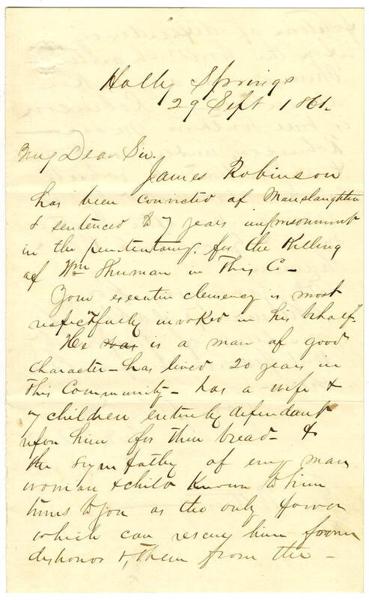 Holly Springs
29 Sept 1861.
My Dear Sir.
James Robinson
has been convicted of Manslaughter
& sentenced to 7 years imprisonment
in the penitentiary for the Killing
of Wm Thurman in This Co-
Your executive clemency is most
respectfully invoked in his behalf-
He was is a man of good
character- has lived 20 years in
This Community- has a wife &
7 children entirely dependant
upon him for their bread- &
the sympathy of every man
woman & child Known to him
turns to you as the only power
which can rescue him from
dishonor & them from the -